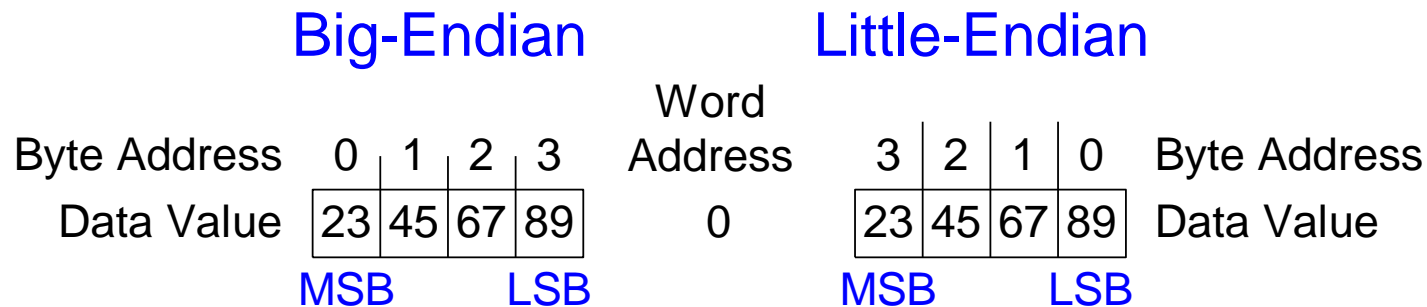 Big-Endian Little-Endian
Word
Byte Address 0 1 2 3 Address 3 2 1 0 Byte Address
Data Value 23 45 67 89 0 23 45 67 89 Data Value
MSB LSB MSB LSB